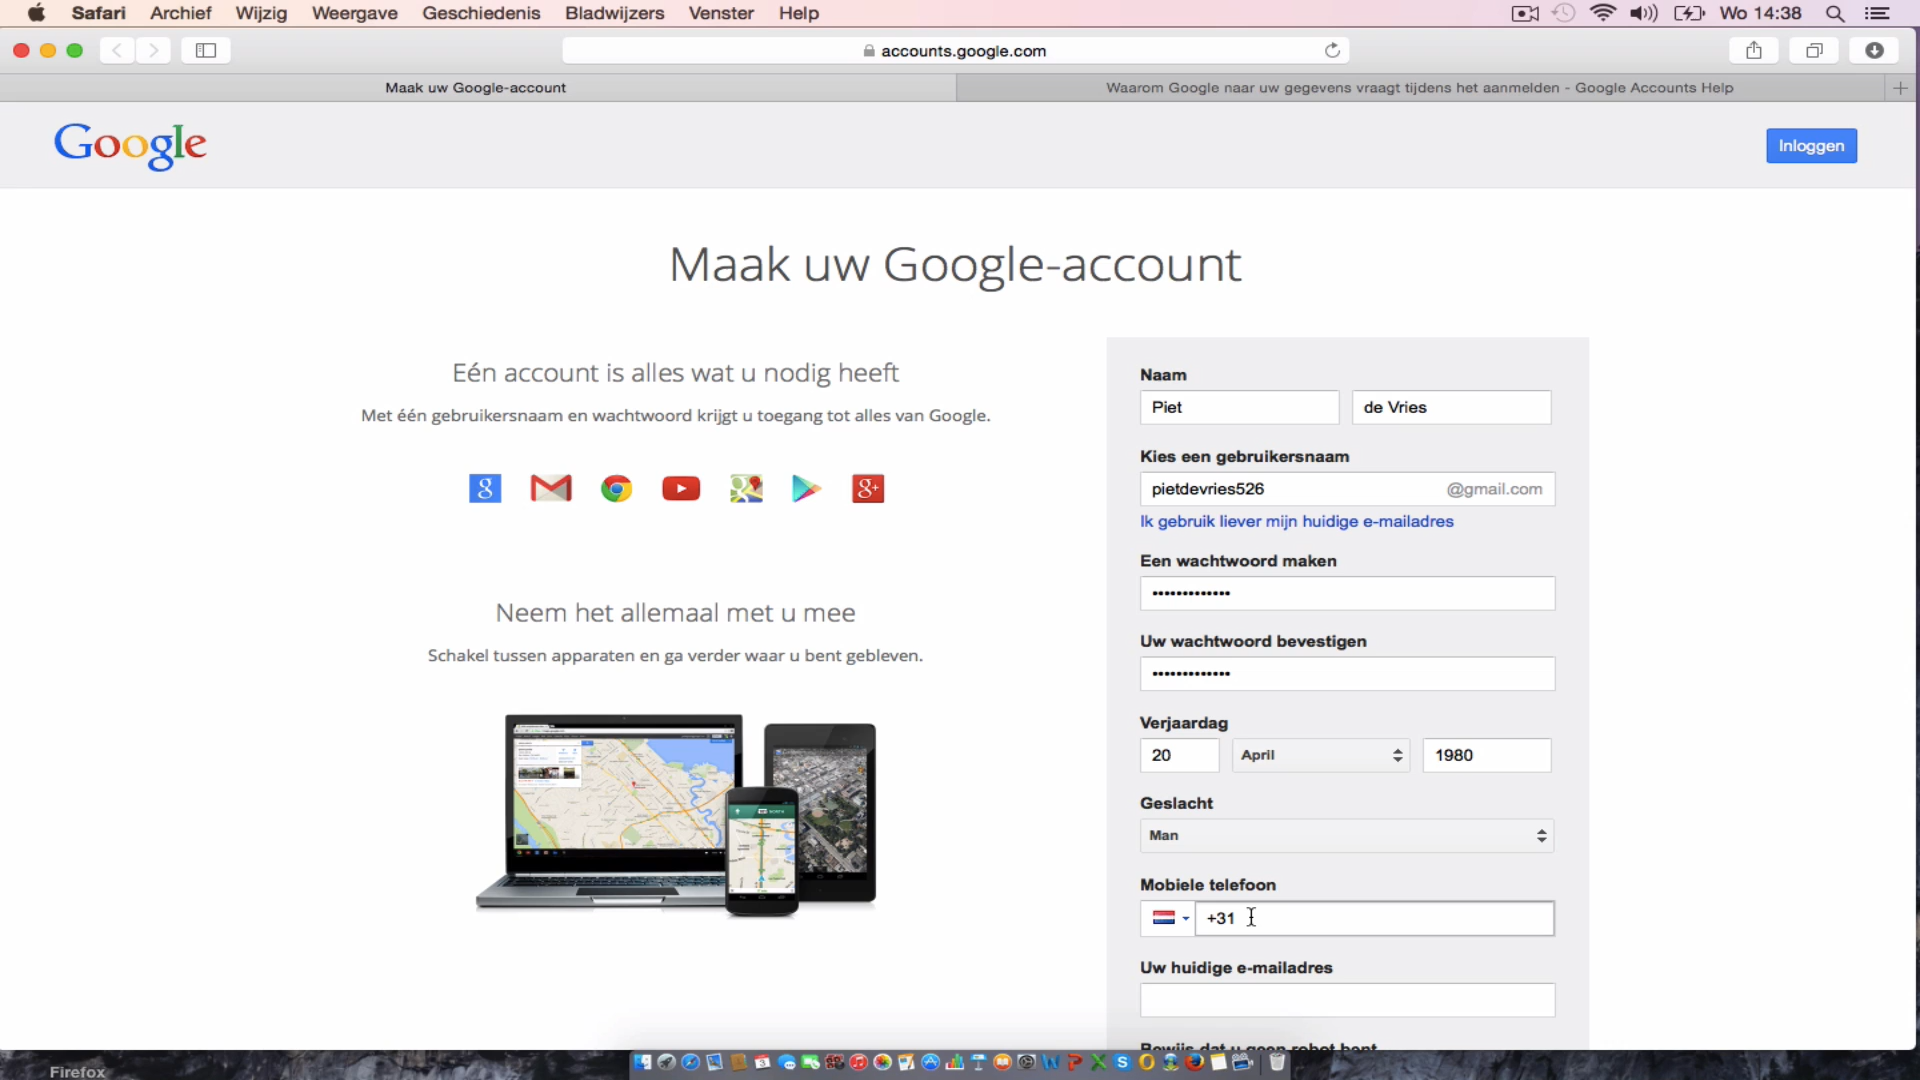 Safari Archief Wijzig Weergave Geschiedenis Bladwijzers Venster Help Wo 14:38
accounts.google.com
Maak uw Google-account Waarom Google naar uw gegevens vraagt tijdens het aanmelden - Google Accounts Help
Google Inloggen
Maak uw Google-account
Eén account is alles wat u nodig heeft
Met één gebruikersnaam en wachtwoord krijgt u toegang tot alles van Google.
Neem het allemaal met u mee
Schakel tussen apparaten en ga verder waar u bent gebleven.
Naam
Piet de Vries
Kies een gebruikersnaam
pietdevries526 @gmail.com
Ik gebruik liever mijn huidige e-mailadres
Een wachtwoord maken
•••••••••••••
Uw wachtwoord bevestigen
•••••••••••••
Verjaardag
20 April 1980
Geslacht
Man
Mobiele telefoon
+31
Uw huidige e-mailadres
Bewijs dat u geen robot bent
Firefox